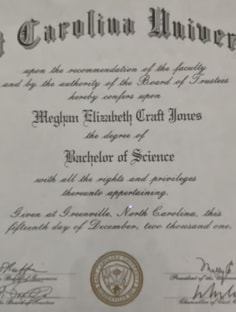 Carolina Univer
upon the recommendation of the faculty
and by the authority of the Board of Trustees
hereby confers upon
Meghan Elizabeth Craft Jones
the degree of
Bachelor of Science
with all the rights and privileges
thereunto appertaining.
Given at Greenville, North Carolina, this
fifteenth day of December, two thousand one.